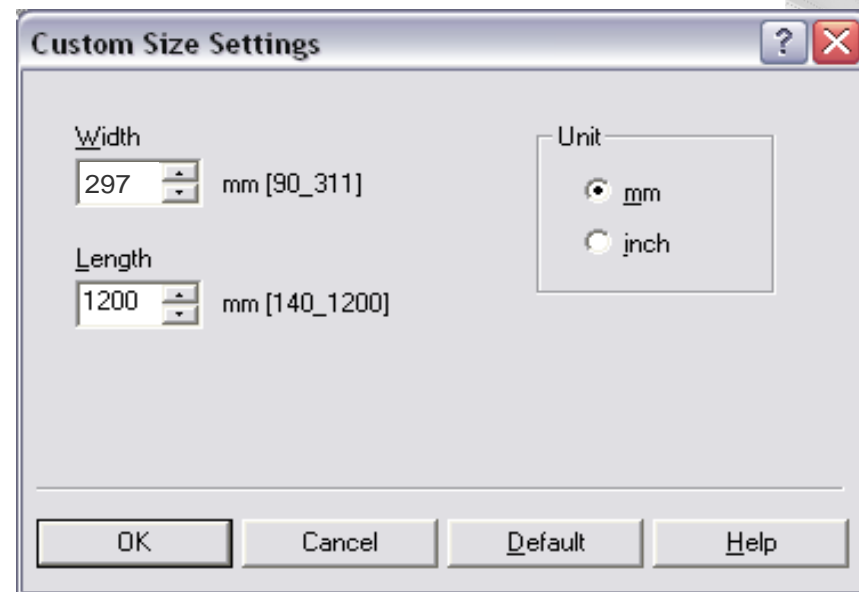 Custom Size Settings
Width
297 mm [90_311]
Length
1200 mm [140_1200]
Unit
mm
inch
OK Cancel Default Help